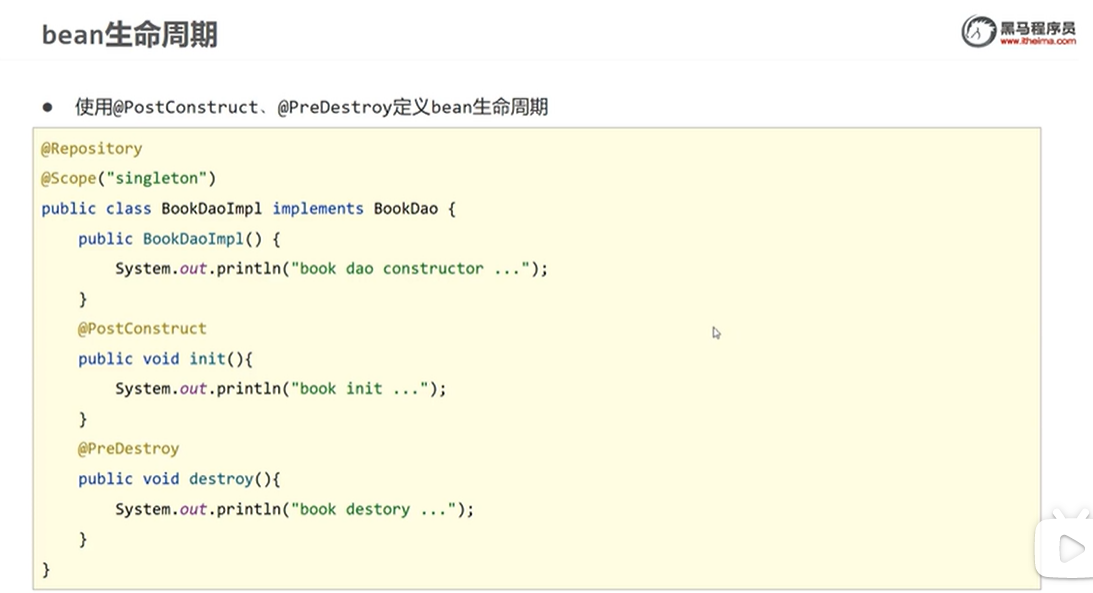 bean生命周期
黑马程序员
www.itheima.com
● 使用@PostConstruct、@PreDestroy定义bean生命周期
@Repository
@Scope("singleton")
public class BookDaoImpl implements BookDao {
    public BookDaoImpl() {
        System.out.println("book dao constructor ...");
    }
    @PostConstruct
    public void init(){
        System.out.println("book init ...");
    }
    @PreDestroy
    public void destroy(){
        System.out.println("book destory ...");
    }
}